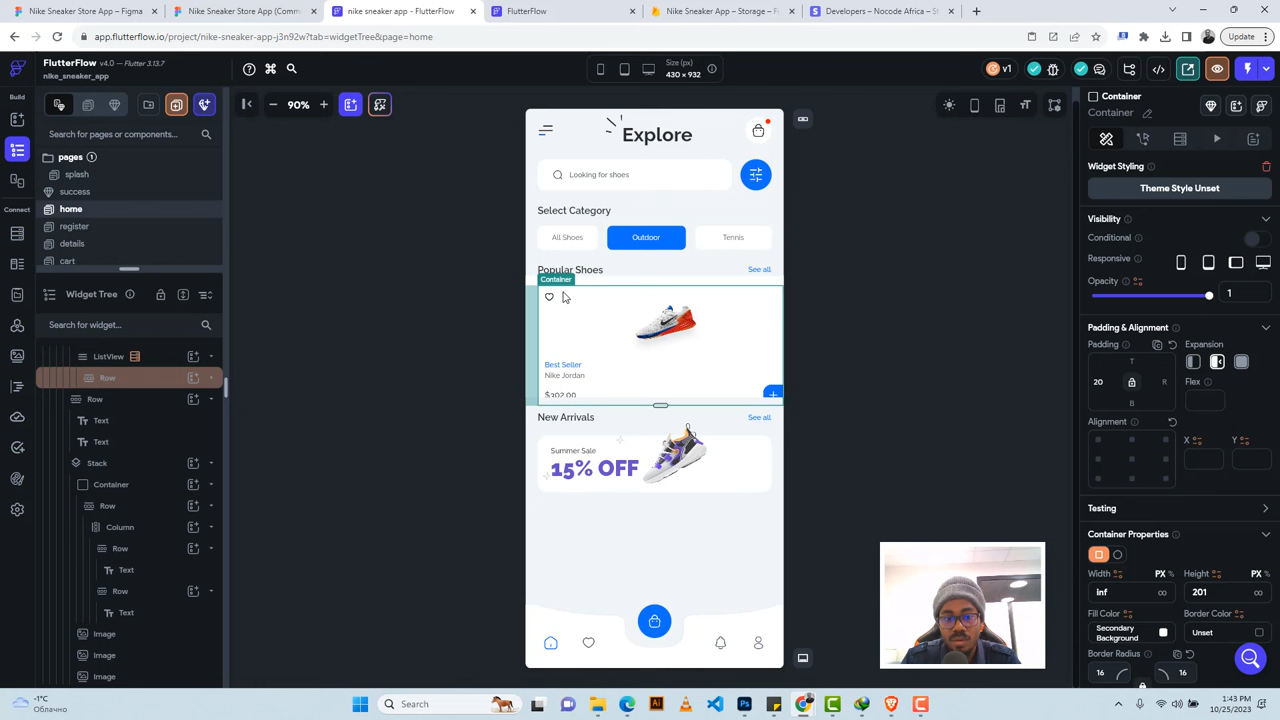 Nike Sneaker Store App – Figma
Nike Sneaker Store App (Comm
nike sneaker app - FlutterFlow
FlutterFlow
Nike Sneaker App – Storage – F
Developers – Nocode Africa – S
app.flutterflow.io/project/nike-sneaker-app-j3n92w?tab=widgetTree&page=home
Update
FlutterFlow v4.0 – Flutter 3.13.7
nike_sneaker_app
Size (px)
430 × 932
v1
Build
90%
Container
Container
Search for pages or components...
pages 1
splash
success
home
register
details
cart
Connect
Widget Tree
Search for widget...
ListView
Row
Row
Text
Text
Stack
Container
Row
Column
Row
Text
Row
Text
Image
Image
Image
Explore
Looking for shoes
Select Category
All Shoes
Outdoor
Tennis
Popular Shoes
See all
Container
Best Seller
Nike Jordan
$302.00
New Arrivals
See all
Summer Sale
15% OFF
Widget Styling
Theme Style Unset
Visibility
Conditional
Responsive
Opacity
1
Padding & Alignment
Padding
Expansion
T
20
R
B
Flex
Alignment
X
Y
Testing
Container Properties
Width
PX %
Height
PX %
inf
201
Fill Color
Border Color
Secondary
Background
Unset
Border Radius
16
16
-1°C
Облачно
Search
1:43 PM
10/25/2023